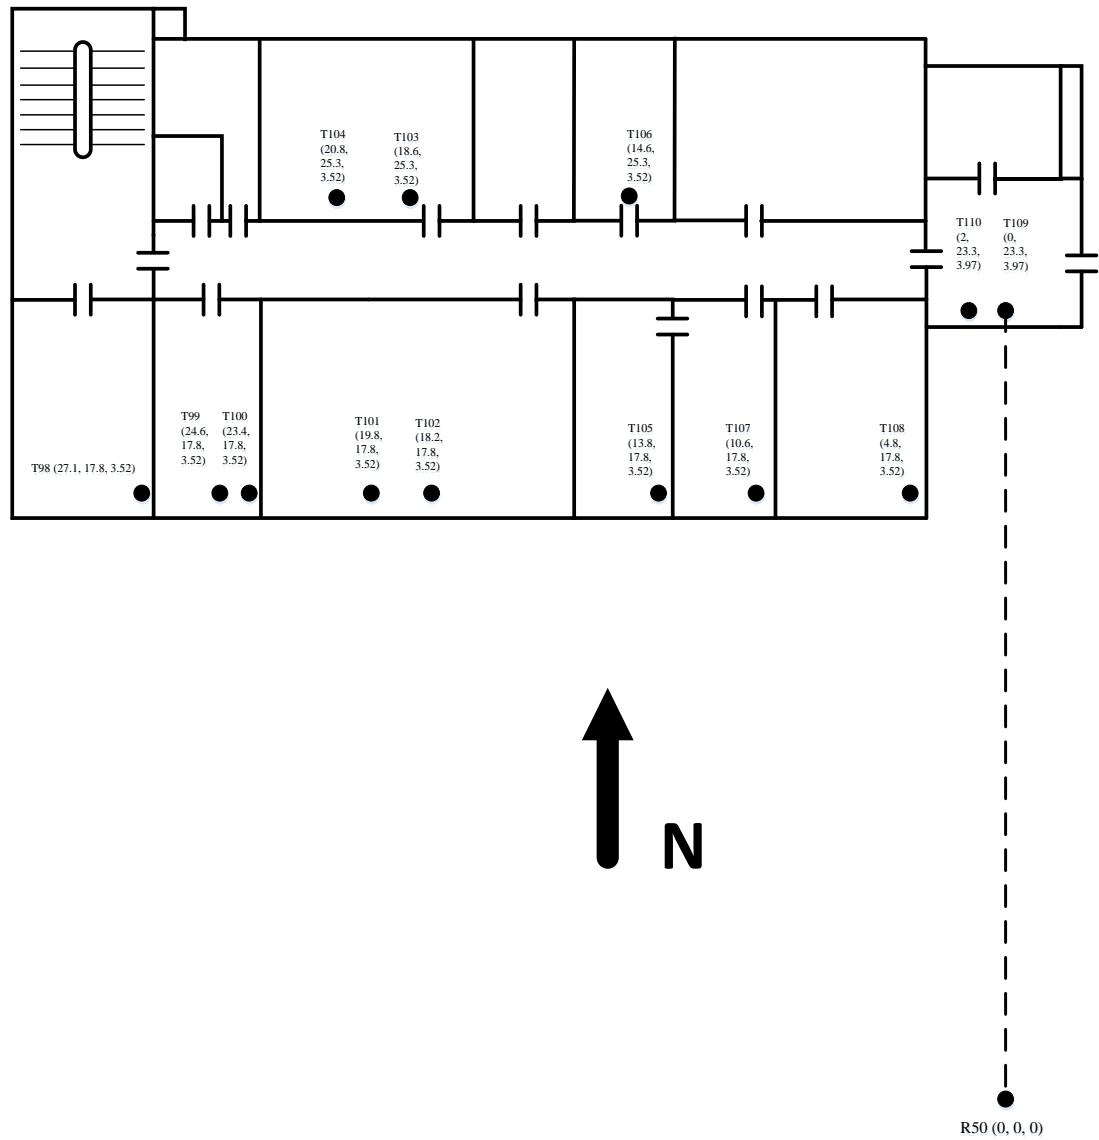 T104
(20.8,
25.3,
3.52)
T103
(18.6,
25.3,
3.52)
T106
(14.6,
25.3,
3.52)
T110
(2,
23.3,
3.97)
T109
(0,
23.3,
3.97)
T98 (27.1, 17.8, 3.52)
T99
(24.6,
17.8,
3.52)
T100
(23.4,
17.8,
3.52)
T101
(19.8,
17.8,
3.52)
T102
(18.2,
17.8,
3.52)
T105
(13.8,
17.8,
3.52)
T107
(10.6,
17.8,
3.52)
T108
(4.8,
17.8,
3.52)
N
R50 (0, 0, 0)